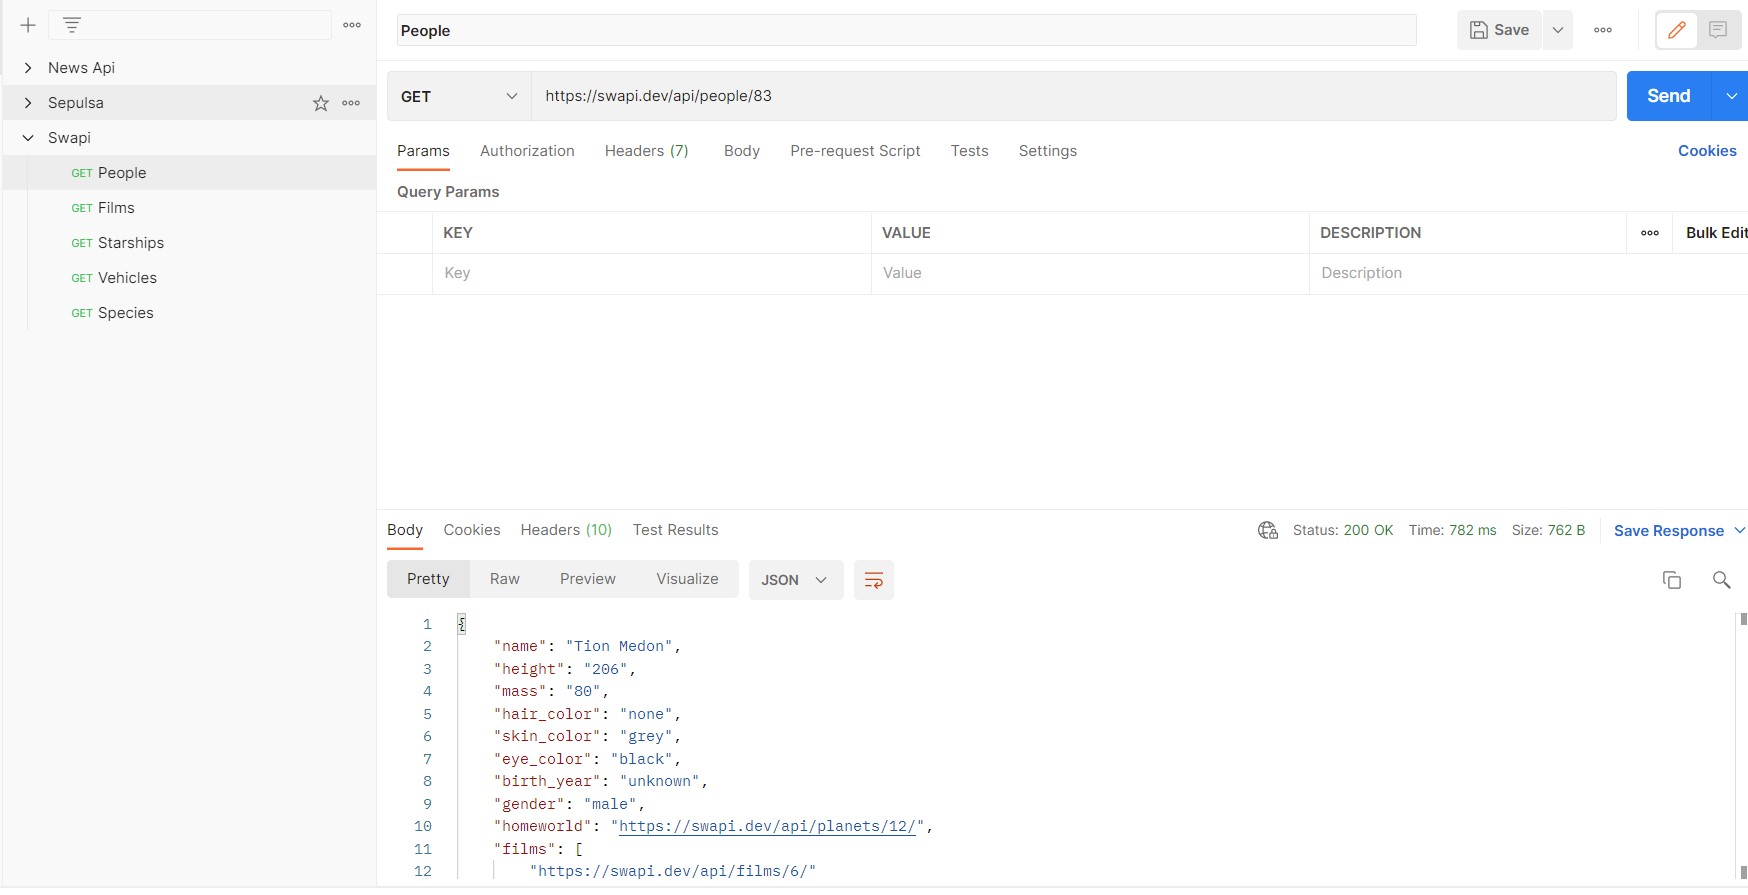 News Api
Sepulsa
Swapi
GET People
GET Films
GET Starships
GET Vehicles
GET Species
People
Save
GET
https://swapi.dev/api/people/83
Send
Params Authorization Headers (7) Body Pre-request Script Tests Settings Cookies
Query Params
KEY VALUE DESCRIPTION Bulk Edit
Key Value Description
Body Cookies Headers (10) Test Results Status: 200 OK Time: 782 ms Size: 762 B Save Response
Pretty Raw Preview Visualize JSON
1 {
2 "name": "Tion Medon",
3 "height": "206",
4 "mass": "80",
5 "hair_color": "none",
6 "skin_color": "grey",
7 "eye_color": "black",
8 "birth_year": "unknown",
9 "gender": "male",
10 "homeworld": "https://swapi.dev/api/planets/12/",
11 "films": [
12 "https://swapi.dev/api/films/6/"